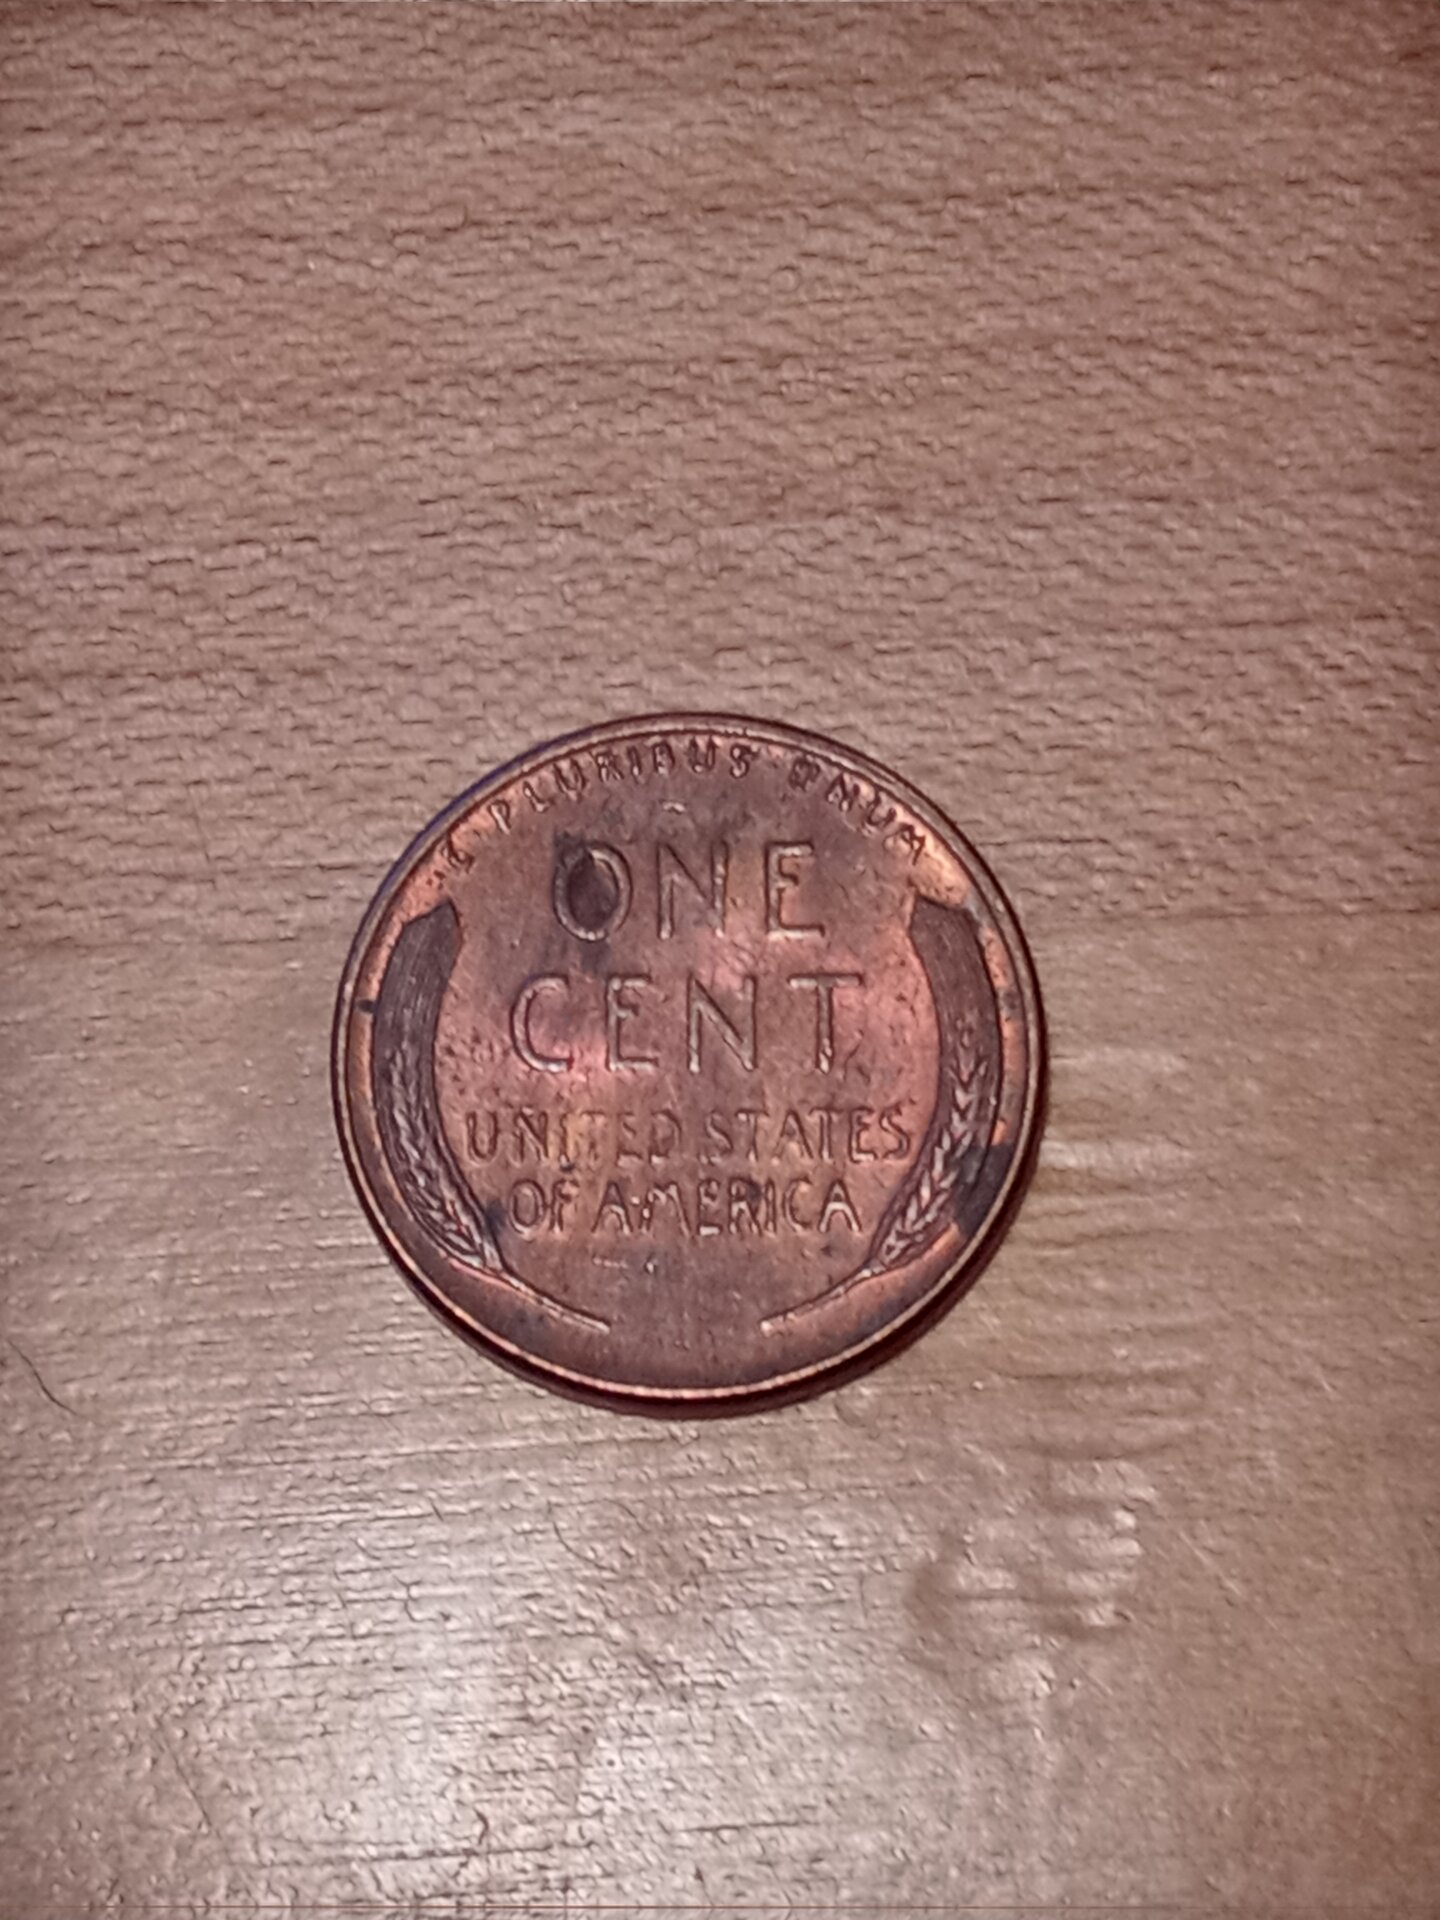 E PLURIBUS UNUM
ONE
CENT
UNITED STATES
OF AMERICA